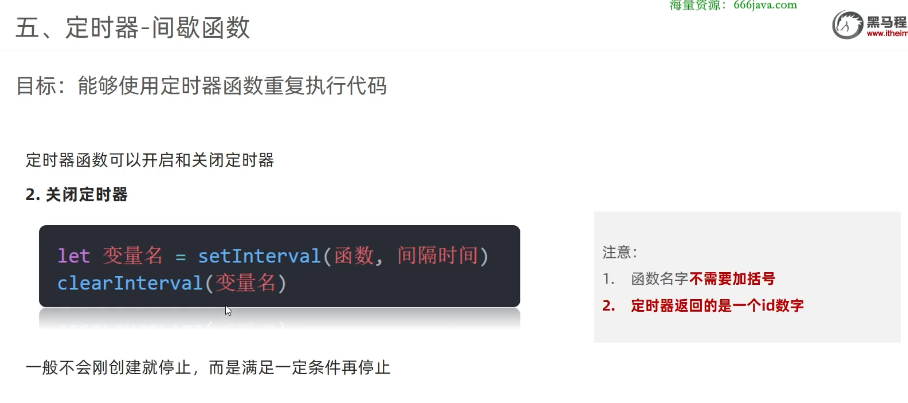 海量资源：666java.com
五、定时器-间歇函数
黑马程
www.itheim
目标：能够使用定时器函数重复执行代码
定时器函数可以开启和关闭定时器
2. 关闭定时器
let 变量名 = setInterval(函数, 间隔时间)
clearInterval(变量名)
注意：
1. 函数名字不需要加括号
2. 定时器返回的是一个id数字
一般不会刚创建就停止，而是满足一定条件再停止